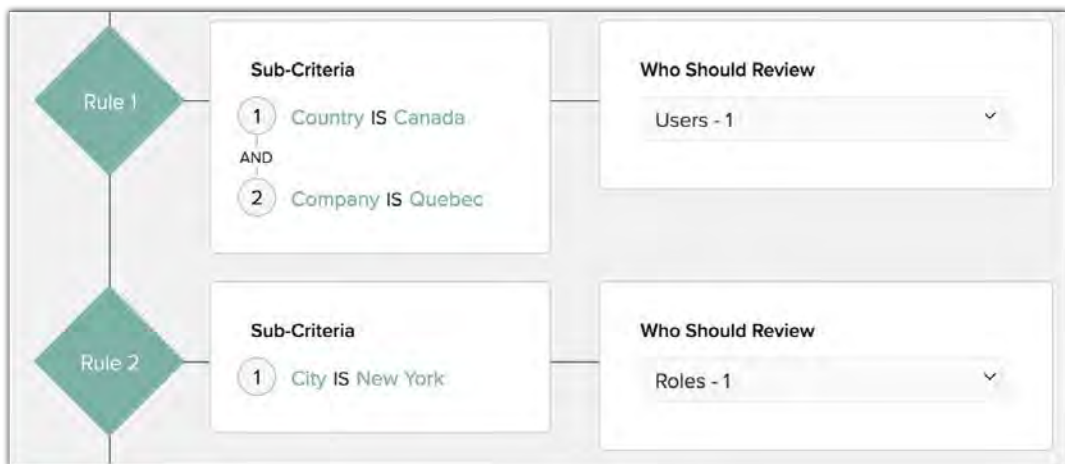 Rule 1
Sub-Criteria
1 Country IS Canada
AND
2 Company IS Quebec
Who Should Review
Users - 1
Rule 2
Sub-Criteria
1 City IS New York
Who Should Review
Roles - 1